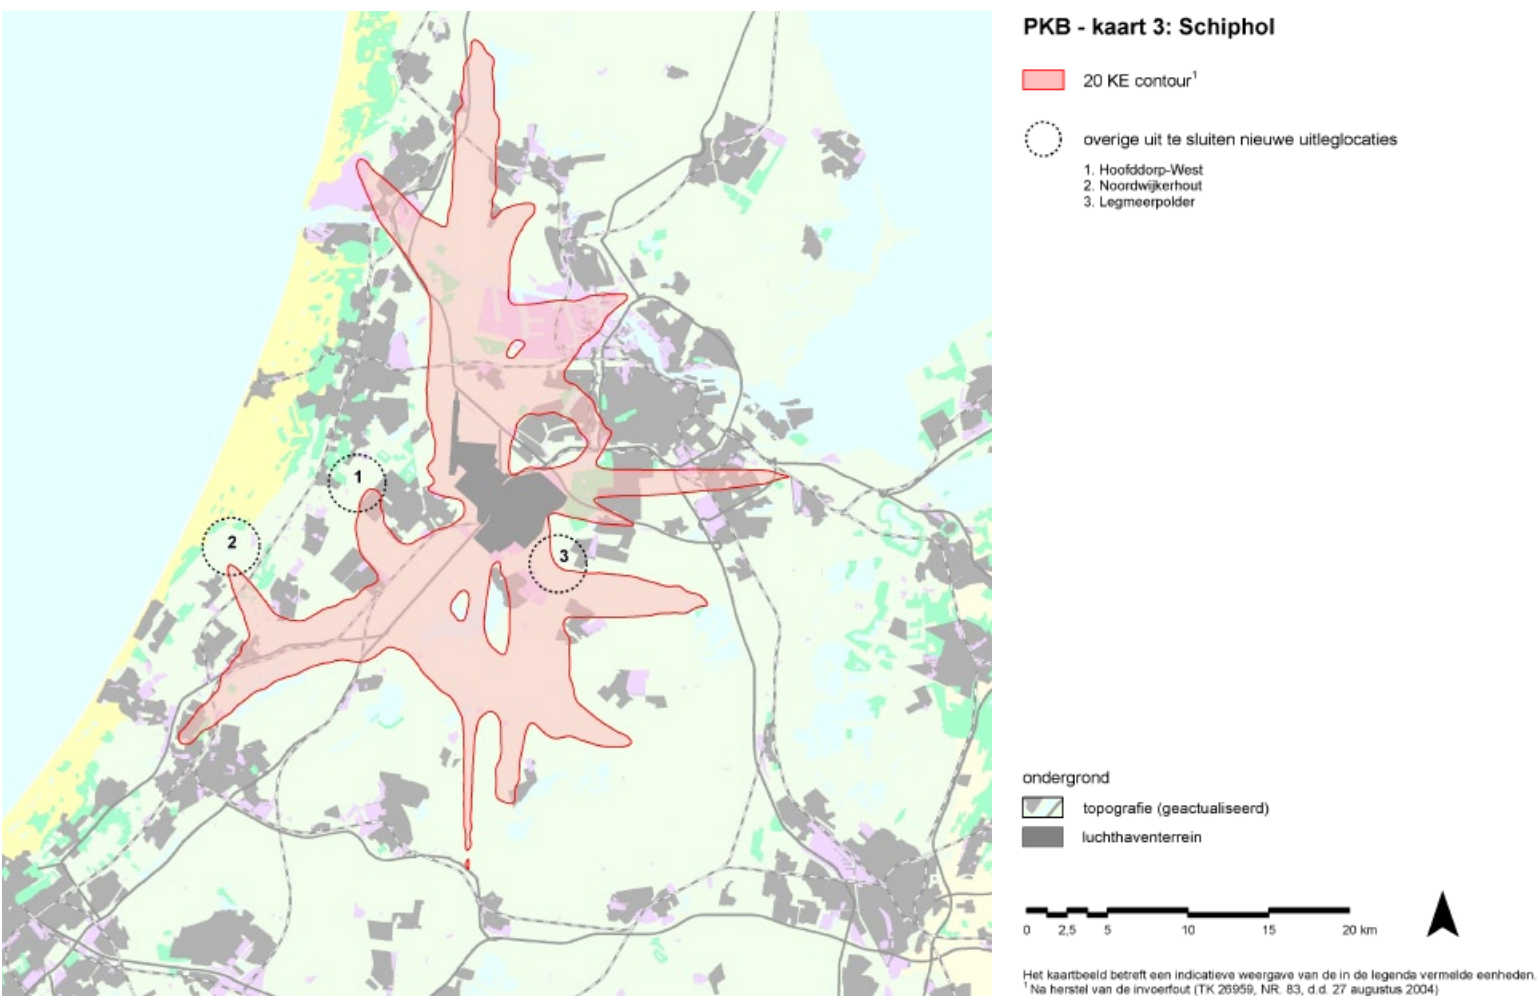 PKB - kaart 3: Schiphol
20 KE contour¹
overige uit te sluiten nieuwe uitleglocaties
1. Hoofddorp-West
2. Noordwijkerhout
3. Legmeerpolder
1
2
3
ondergrond
topografie (geactualiseerd)
luchthaventerrein
0 2,5 5 10 15 20 km
Het kaartbeeld betreft een indicatieve weergave van de in de legenda vermelde eenheden.
¹ Na herstel van de invoerfout (TK 26959, NR. 83, d.d. 27 augustus 2004)